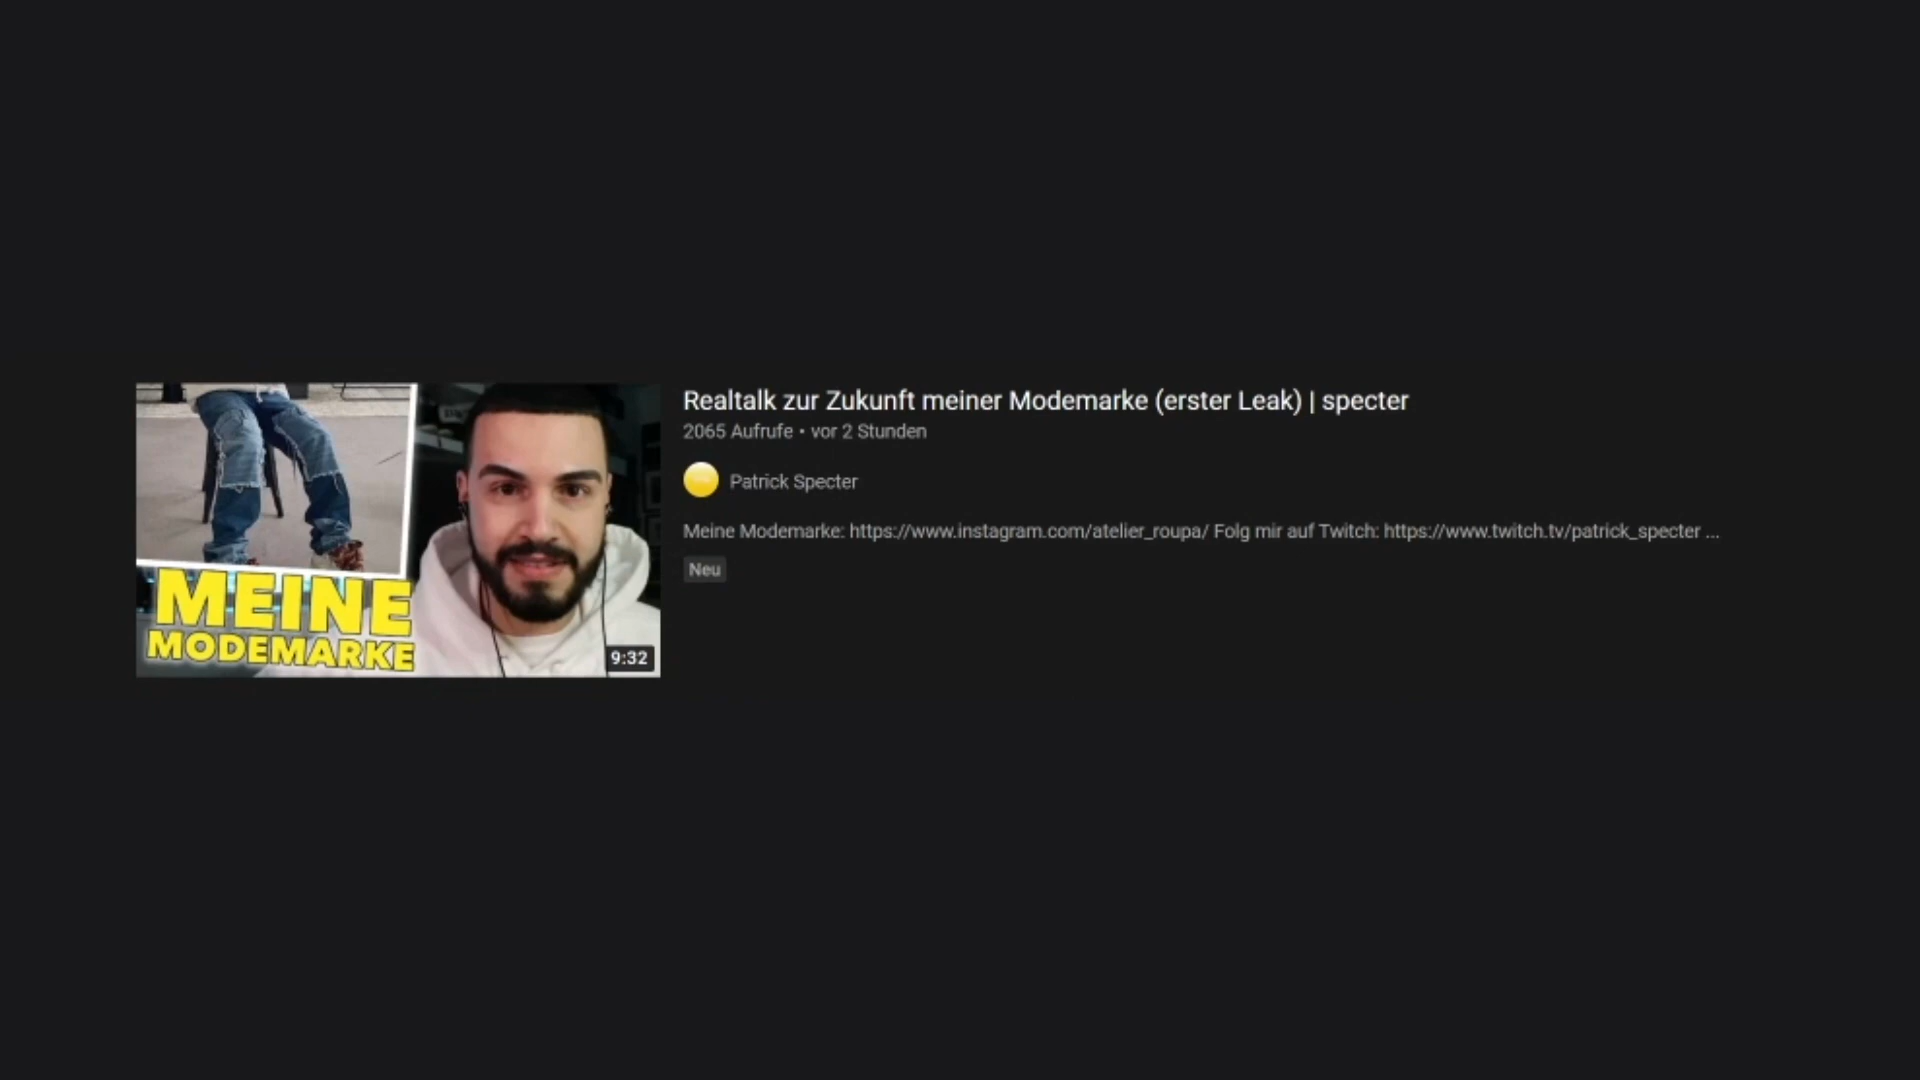 Realtalk zur Zukunft meiner Modemarke (erster Leak) | specter
2065 Aufrufe • vor 2 Stunden
Patrick Specter
Meine Modemarke: https://www.instagram.com/atelier_roupa/ Folg mir auf Twitch: https://www.twitch.tv/patrick_specter ...
Neu
MEINE
MODEMARKE
9:32